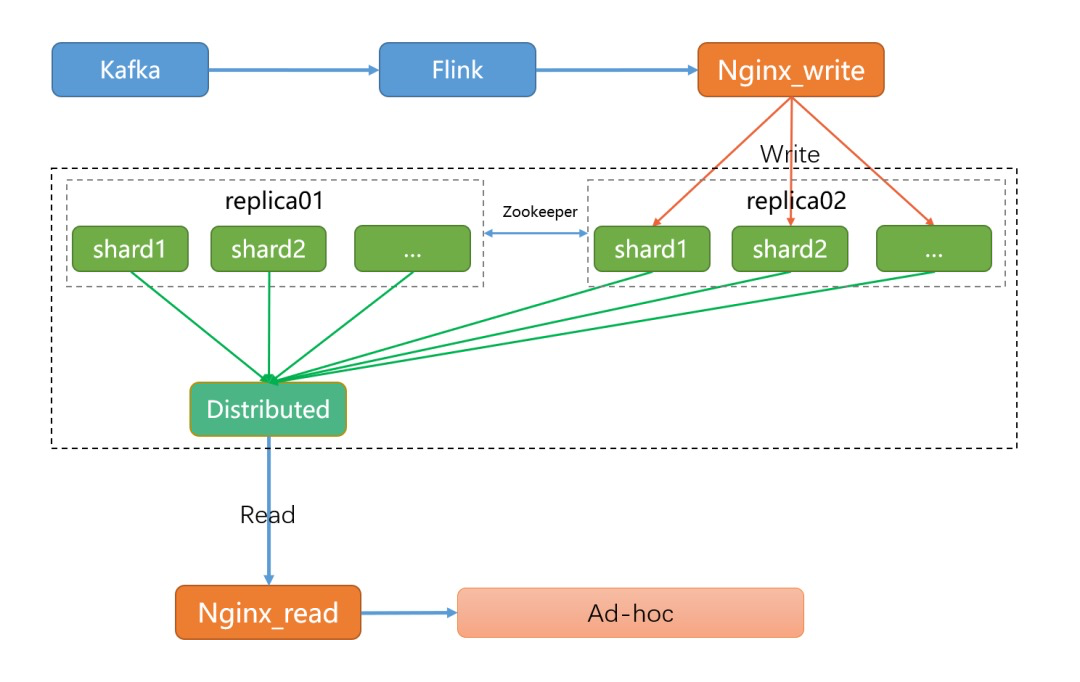 Kafka
Flink
Nginx_write
Write
replica01
Zookeeper
replica02
shard1
shard2
...
shard1
shard2
...
Distributed
Read
Nginx_read
Ad-hoc